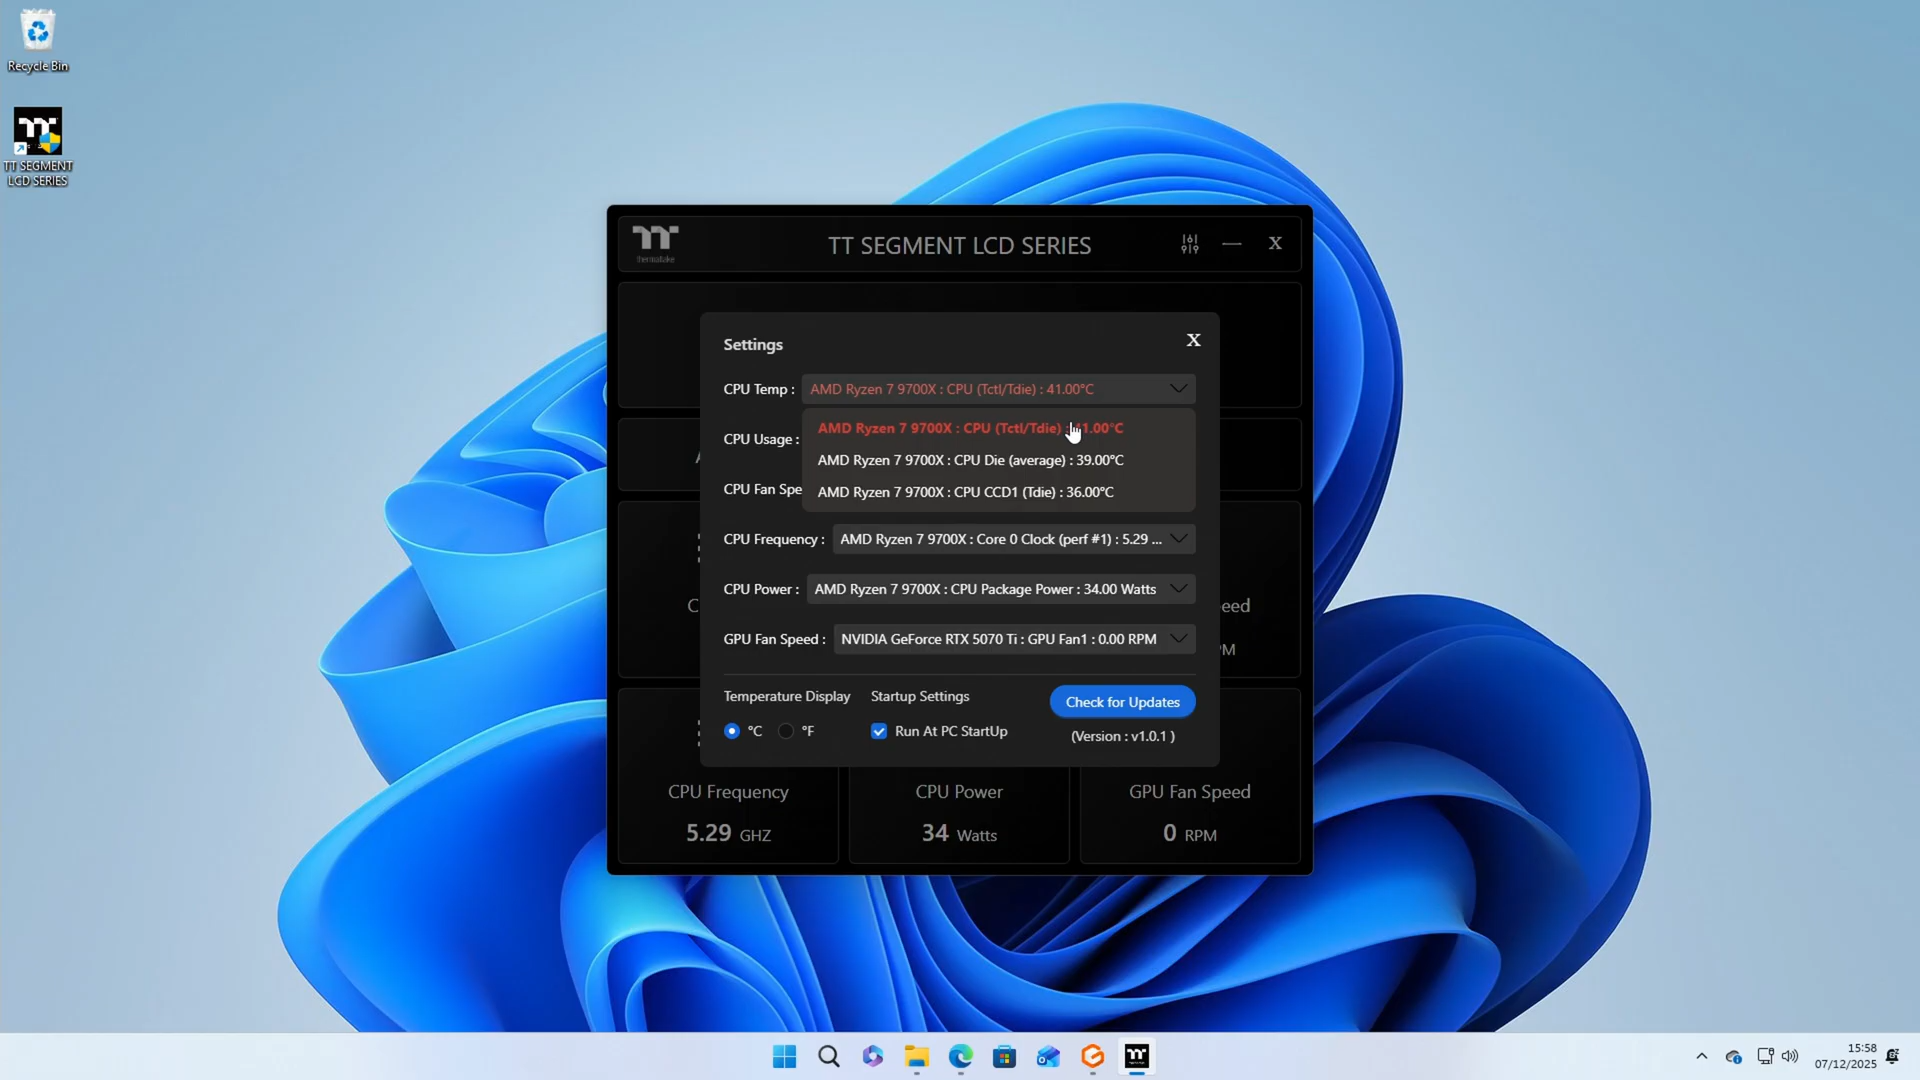 Recycle Bin
TT SEGMENT
LCD SERIES
thermaltake
TT SEGMENT LCD SERIES
X
Settings
X
CPU Temp :
AMD Ryzen 7 9700X : CPU (Tctl/Tdie) : 41.00°C
AMD Ryzen 7 9700X : CPU (Tctl/Tdie) : 41.00°C
CPU Usage :
AMD Ryzen 7 9700X : CPU Die (average) : 39.00°C
CPU Fan Spe
AMD Ryzen 7 9700X : CPU CCD1 (Tdie) : 36.00°C
CPU Frequency :
AMD Ryzen 7 9700X : Core 0 Clock (perf #1) : 5.29 ...
CPU Power :
AMD Ryzen 7 9700X : CPU Package Power : 34.00 Watts
C
eed
GPU Fan Speed :
NVIDIA GeForce RTX 5070 Ti : GPU Fan1 : 0.00 RPM
M
Temperature Display
Startup Settings
Check for Updates
°C
°F
Run At PC StartUp
(Version : v1.0.1 )
CPU Frequency
CPU Power
GPU Fan Speed
5.29 GHZ
34 Watts
0 RPM
15:58
07/12/2025